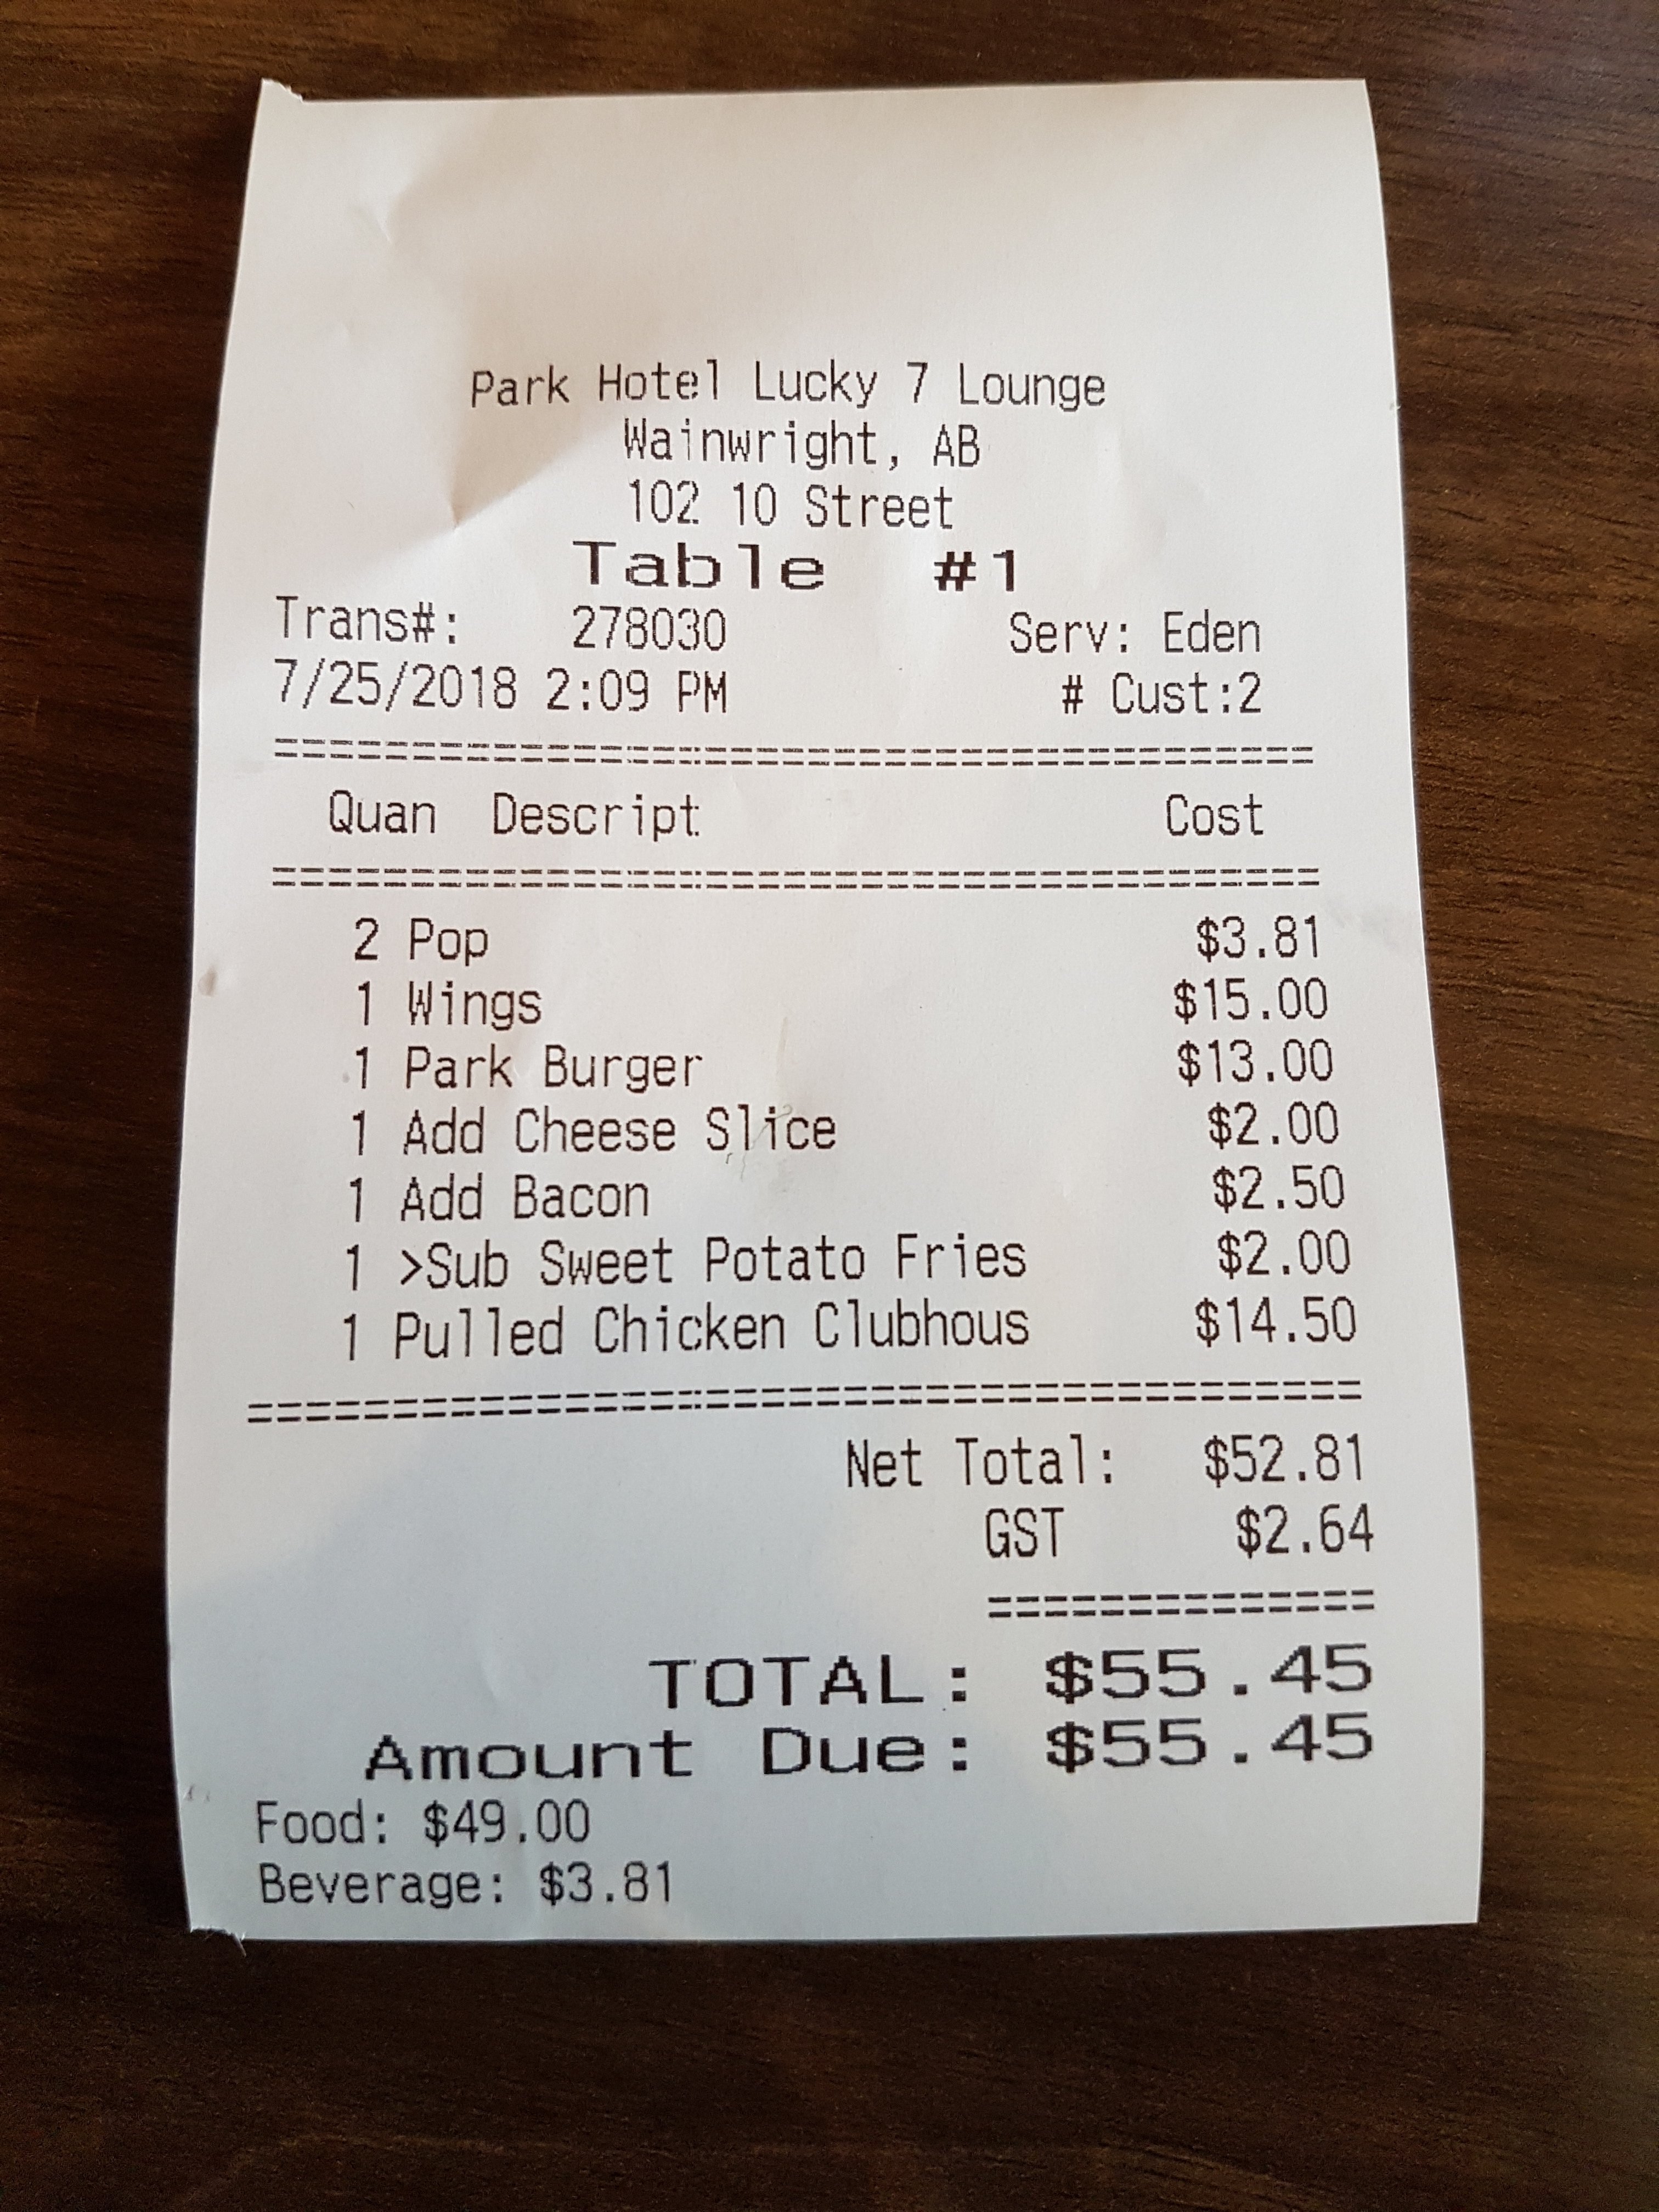 Park Hotel Lucky 7 Lounge
Wainwright, AB
102 10 Street
Table #1
Trans#: 278030 Serv: Eden
7/25/2018 2:09 PM # Cust:2
========================================
Quan Descript Cost
========================================
2 Pop $3.81
1 Wings $15.00
1 Park Burger $13.00
1 Add Cheese Slice $2.00
1 Add Bacon $2.50
1 >Sub Sweet Potato Fries $2.00
1 Pulled Chicken Clubhous $14.50
========================================
Net Total: $52.81
GST $2.64
==============
TOTAL: $55.45
Amount Due: $55.45
Food: $49.00
Beverage: $3.81